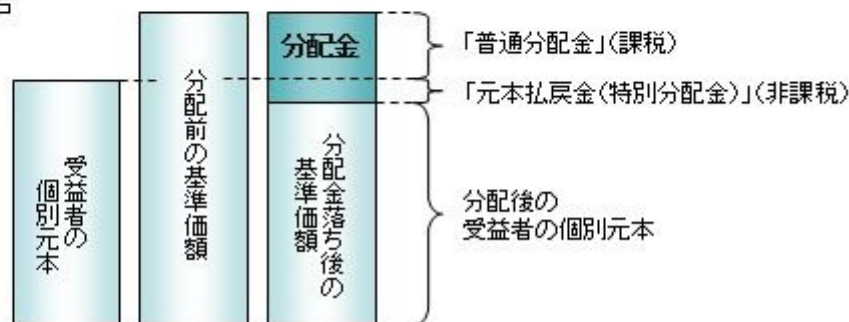 受益者の
個別元本
分配前の基準価額
分配金
分配金落ち後の
基準価額
「普通分配金」(課税)
「元本払戻金(特別分配金)」(非課税)
分配後の
受益者の個別元本